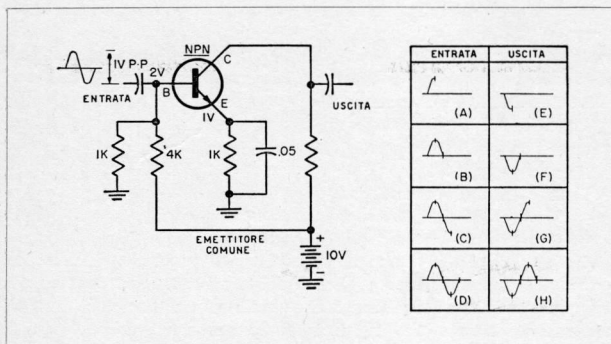 NPN
C
1V P-P
2V
B
E
1V
ENTRATA
USCITA
1K
4K
1K
.05
EMETTITORE
COMUNE
+
10V
-
ENTRATA USCITA
(A) (E)
(B) (F)
(C) (G)
(D) (H)